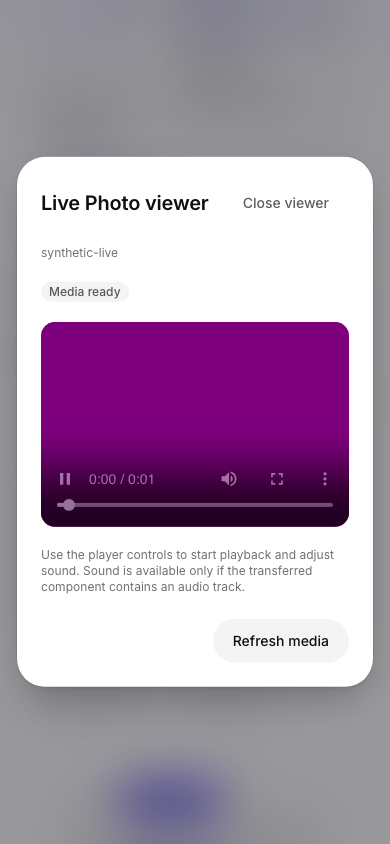 Live Photo viewer
Close viewer
synthetic-live
Media ready
0:00 / 0:01
Use the player controls to start playback and adjust
sound. Sound is available only if the transferred
component contains an audio track.
Refresh media